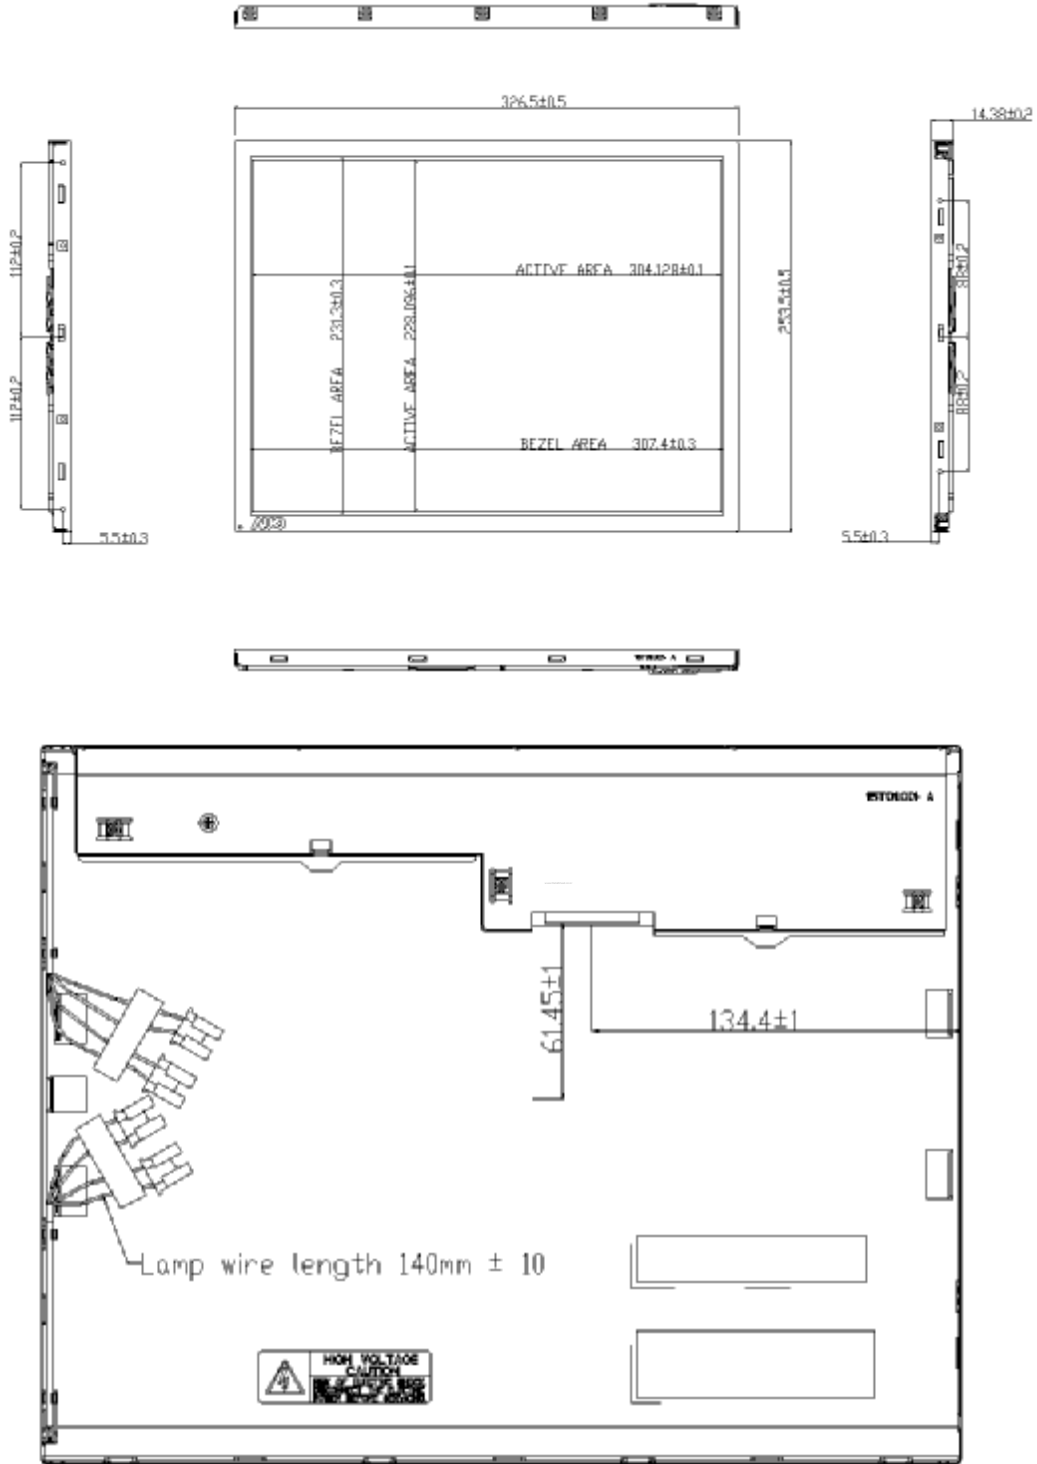 326.5±0.5
14.38±0.2
112±0.2
ACTIVE AREA 304.128±0.1
BEZEL AREA 231.3±0.3
ACTIVE AREA 228.096±0.1
253.5±0.5
88±0.2
112±0.2
88±0.2
BEZEL AREA 307.4±0.3
AUO
5.5±0.3
5.5±0.3
61.45±1
134.4±1
Lamp wire length 140mm ± 10
HIGH VOLTAGE
CAUTION